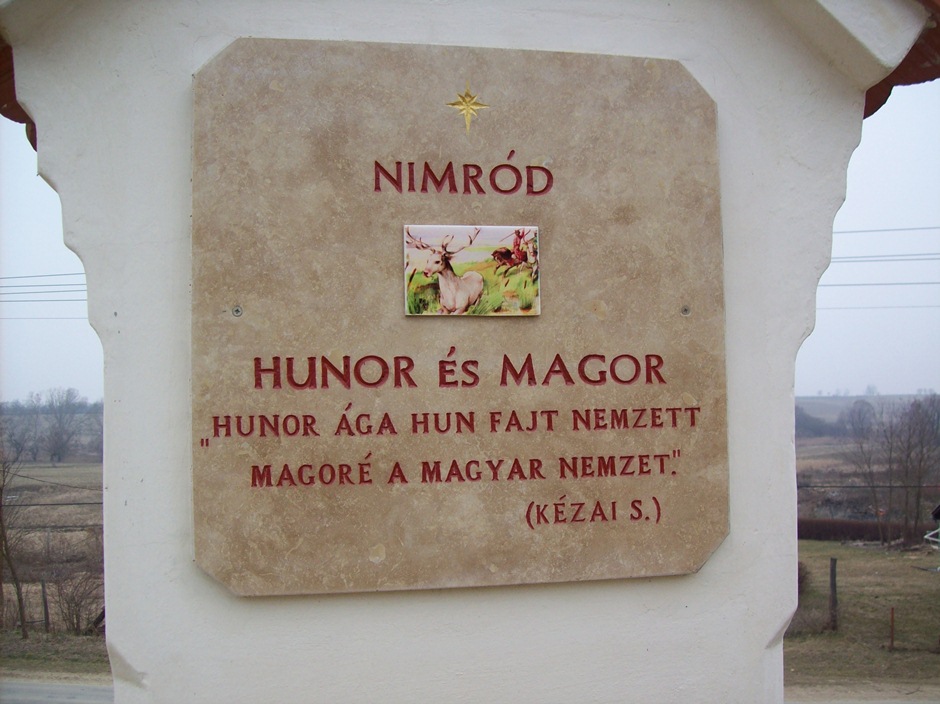 NIMRÓD
HUNOR éS MAGOR
"HUNOR ÁGA HUN FAJT NEMZETT
MAGORÉ A MAGYAR NEMZET."
(KÉZAI S.)